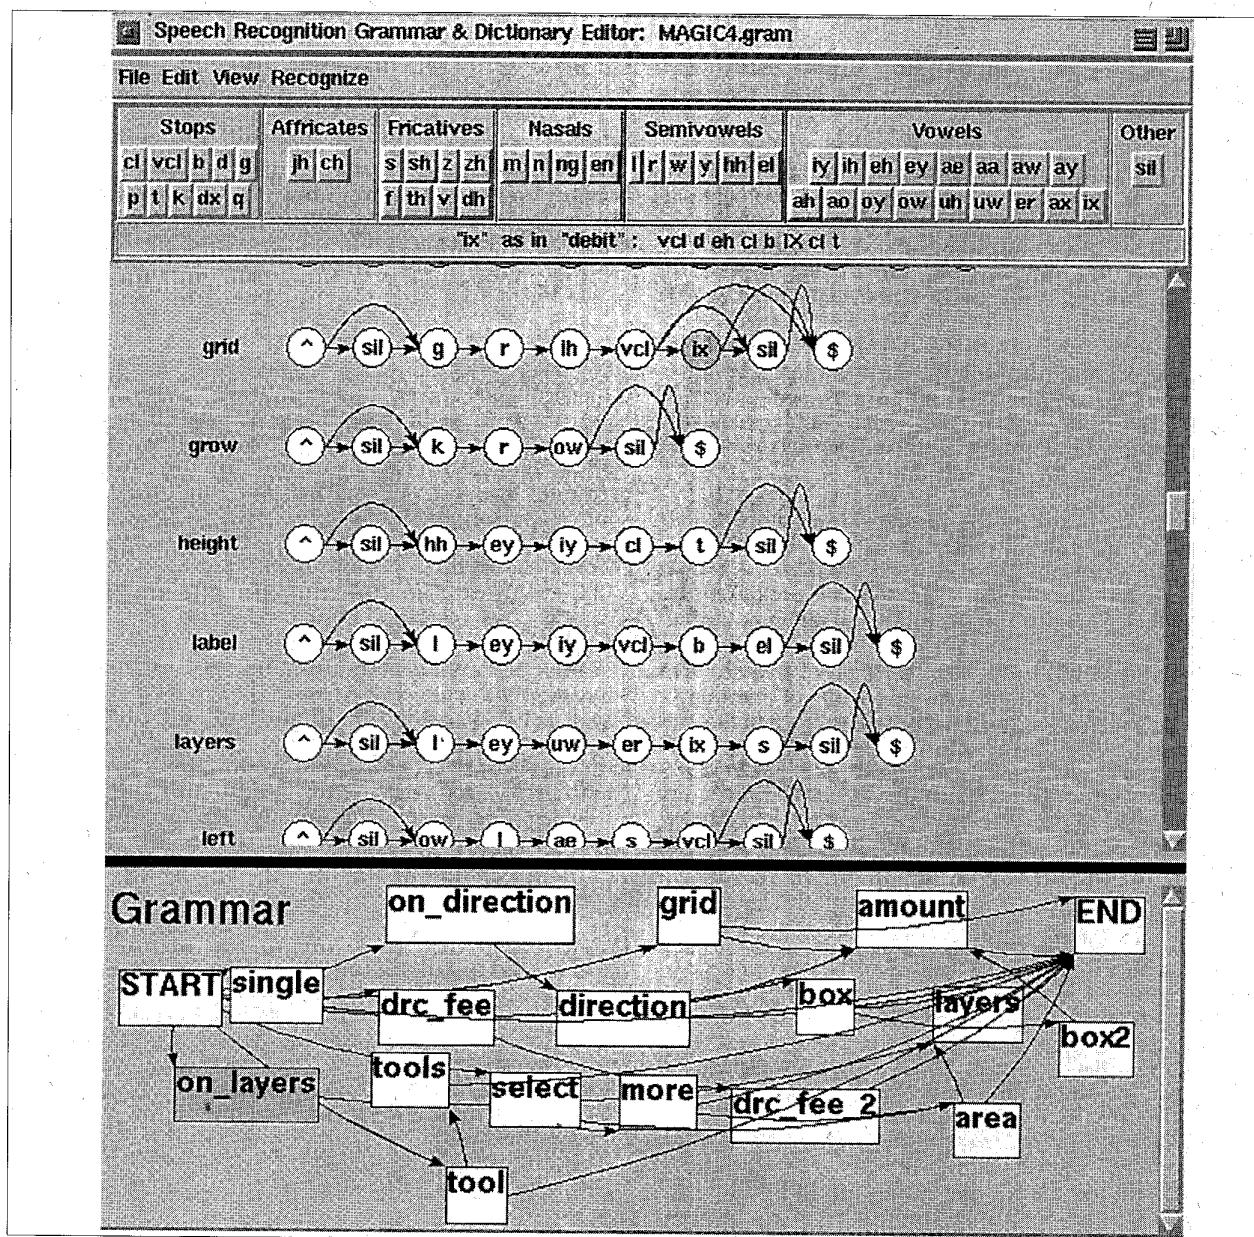 Speech Recognition Grammar & Dictionary Editor: MAGIC4.gram
File Edit View Recognize
Stops Affricates Fricatives Nasals Semivowels Vowels Other
cl vcl b d g jh ch s sh z zh m n ng en l r w y hh el iy ih eh ey ae aa aw ay sil
p t k dx q f th v dh ah ao oy ow uh uw er ax ix
"ix" as in "debit": vcl d eh cl b IX cl t
grid ^ sil g r ih vcl ix sil $
grow ^ sil k r ow sil $
height ^ sil hh ey iy cl t sil $
label ^ sil l ey iy vcl b el sil $
layers ^ sil l ey uw er ix s sil $
left ^ sil ow l ae s vcl sil $
Grammar
on_direction grid amount END
START single
drc_fee direction box layers
box2
tools
on_layers select more drc_fee_2
area
tool